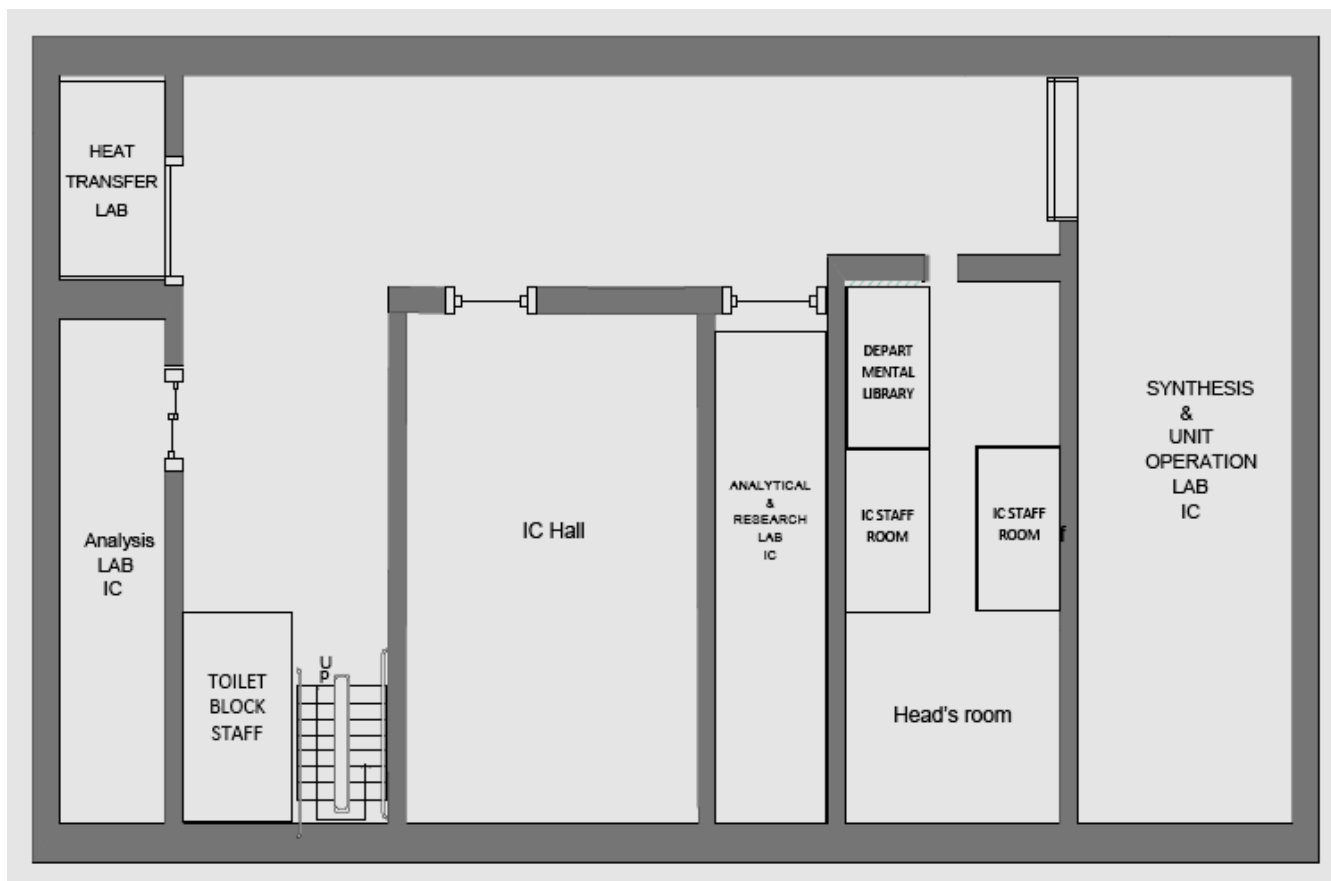 HEAT
TRANSFER
LAB
DEPART
MENTAL
LIBRARY
SYNTHESIS
&
UNIT
OPERATION
LAB
IC
ANALYTICAL
&
RESEARCH
LAB
IC
IC STAFF
ROOM
IC STAFF
ROOM
f
IC Hall
Analysis
LAB
IC
UP
TOILET
BLOCK
STAFF
Head's room